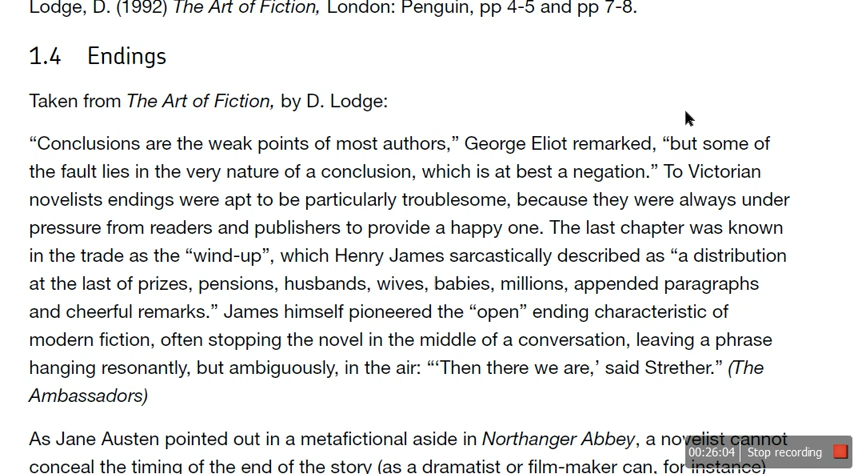 Lodge, D. (1992) The Art of Fiction, London: Penguin, pp 4-5 and pp 7-8.
1.4 Endings
Taken from The Art of Fiction, by D. Lodge:
“Conclusions are the weak points of most authors,” George Eliot remarked, “but some of
the fault lies in the very nature of a conclusion, which is at best a negation.” To Victorian
novelists endings were apt to be particularly troublesome, because they were always under
pressure from readers and publishers to provide a happy one. The last chapter was known
in the trade as the “wind-up”, which Henry James sarcastically described as “a distribution
at the last of prizes, pensions, husbands, wives, babies, millions, appended paragraphs
and cheerful remarks.” James himself pioneered the “open” ending characteristic of
modern fiction, often stopping the novel in the middle of a conversation, leaving a phrase
hanging resonantly, but ambiguously, in the air: “‘Then there we are,’ said Strether.” (The
Ambassadors)
As Jane Austen pointed out in a metafictional aside in Northanger Abbey, a novelist cannot
conceal the timing of the end of the story (as a dramatist or film-maker can, for instance)
00:26:04 Stop recording